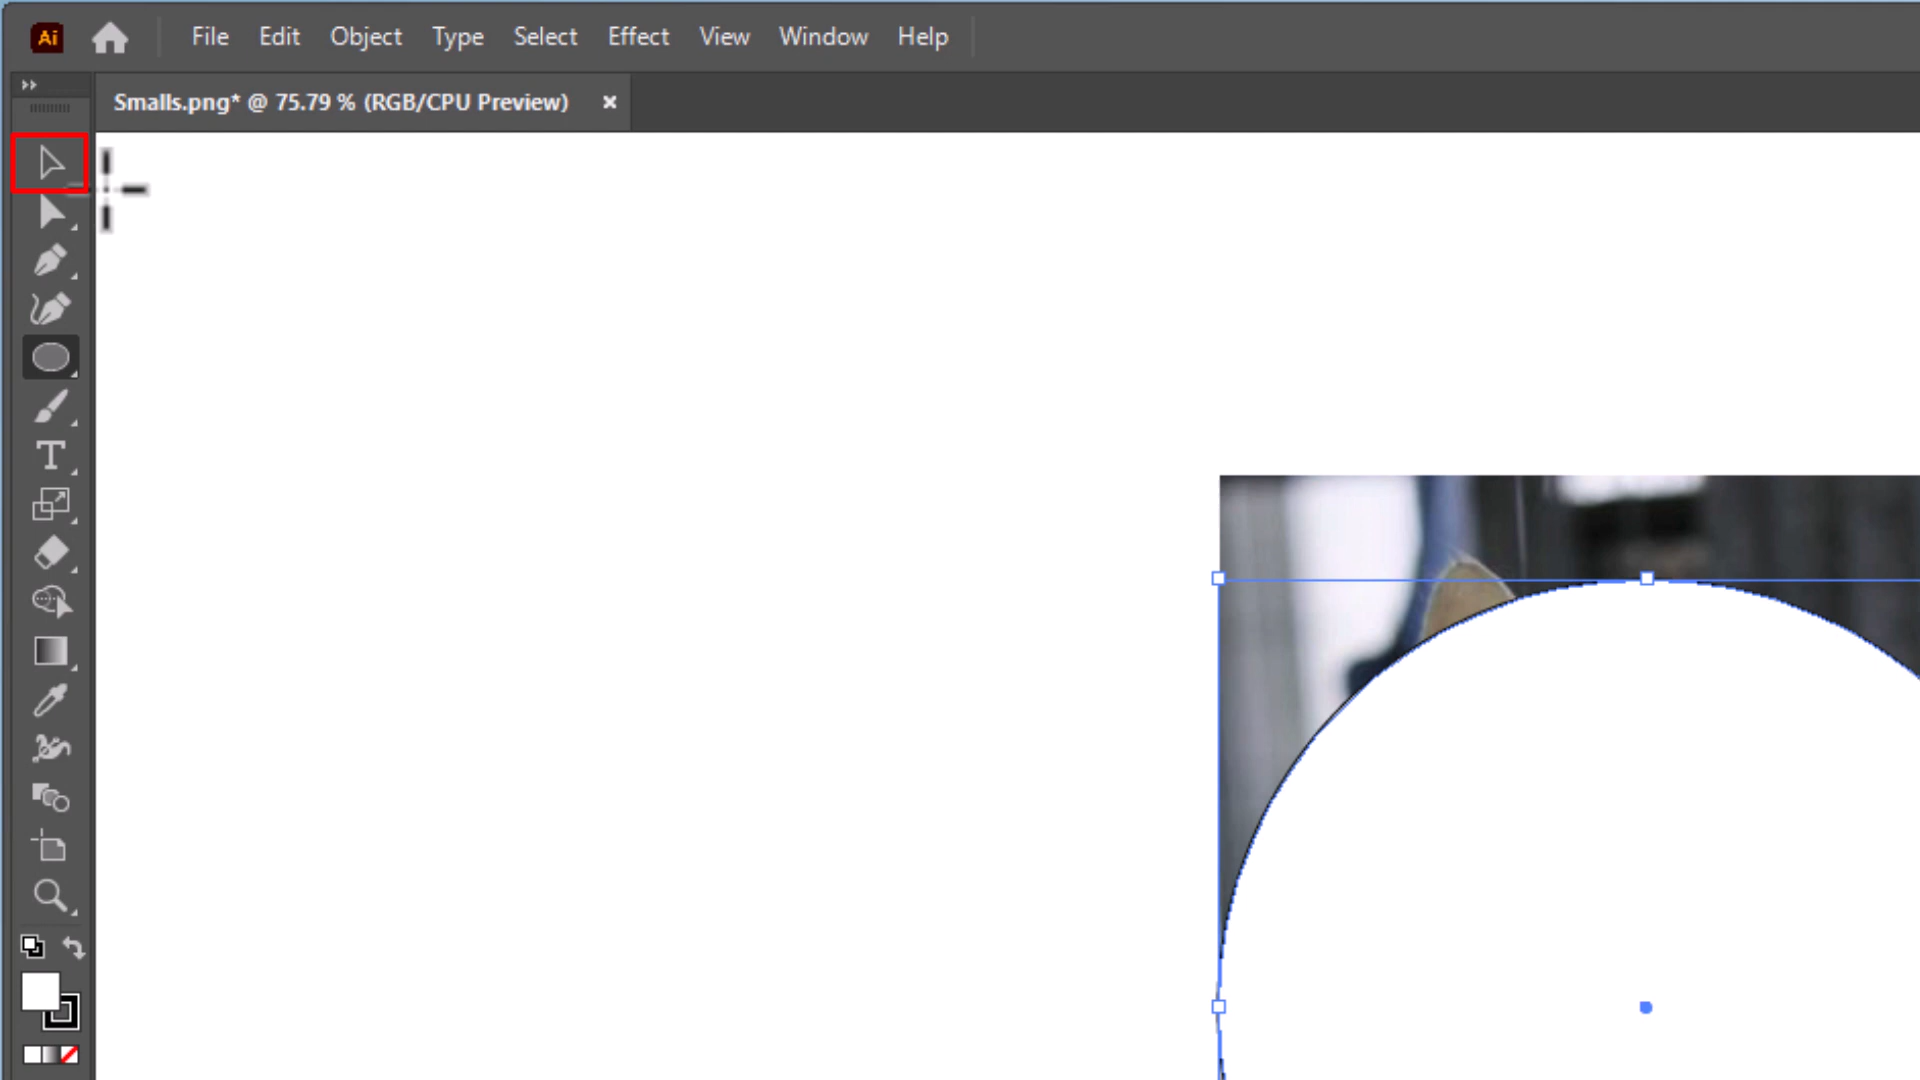 Ai File Edit Object Type Select Effect View Window Help
Smalls.png* @ 75.79 % (RGB/CPU Preview) ×
T